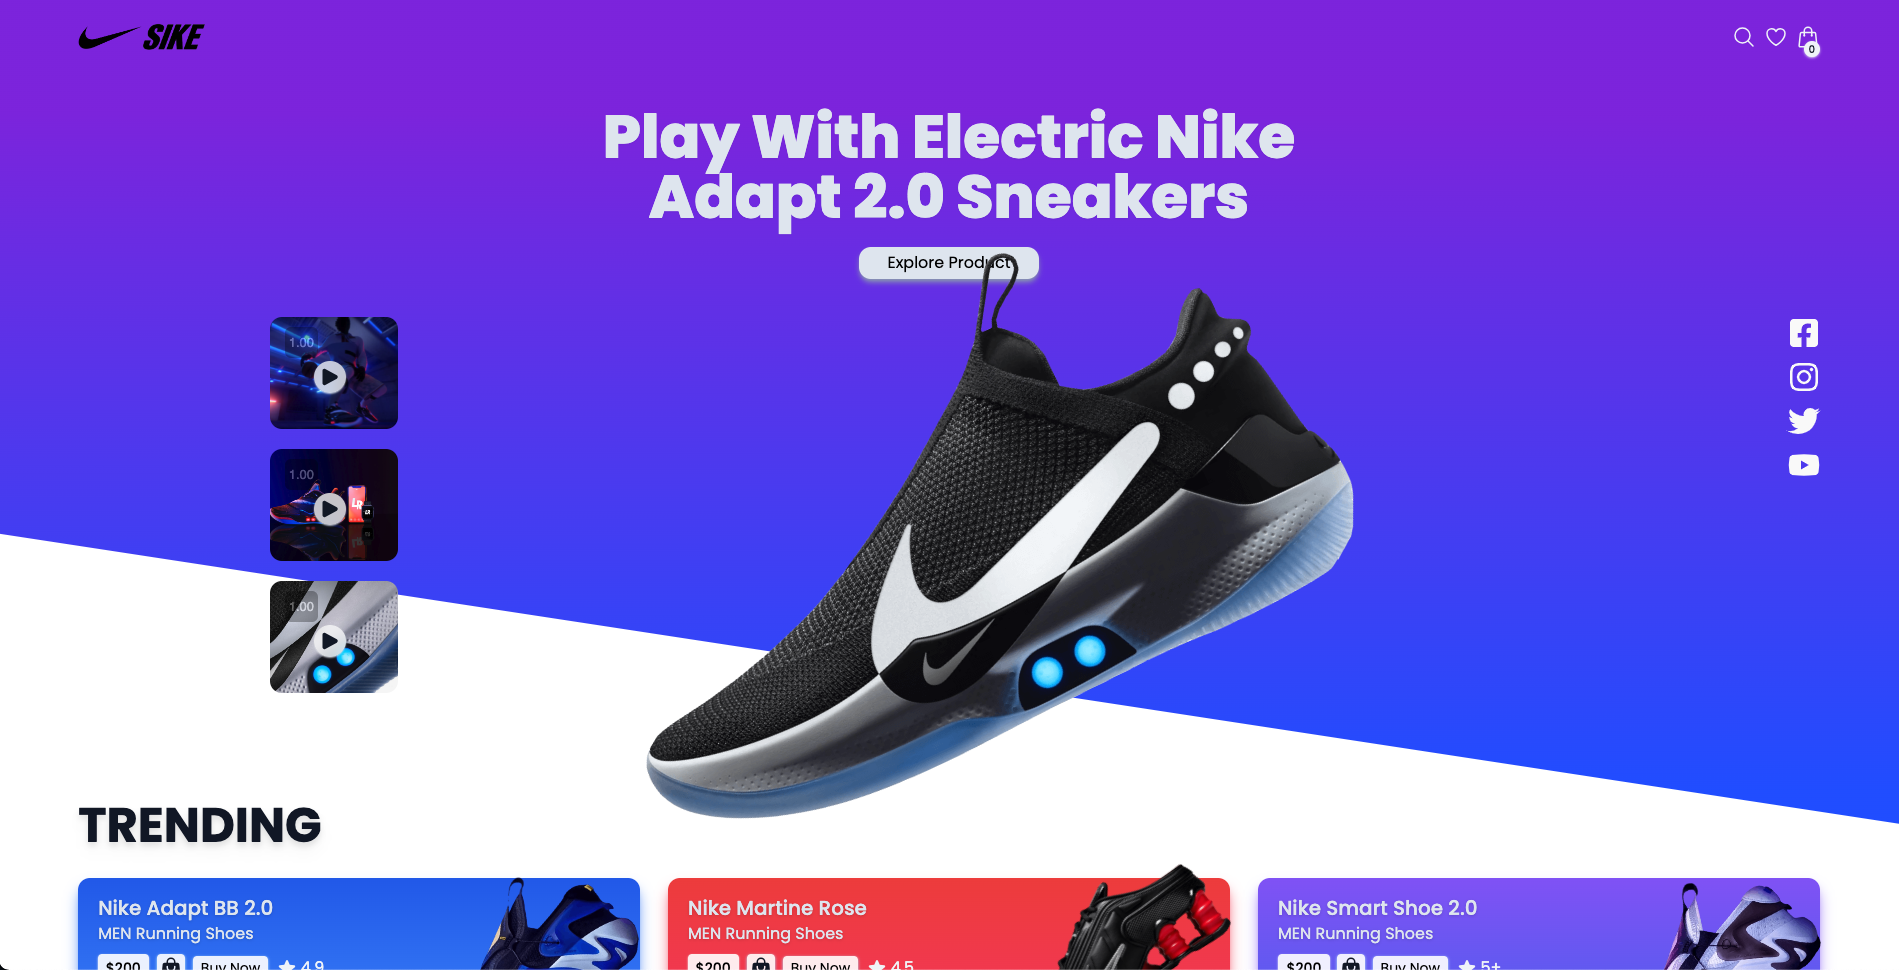 SIKE
0
Play With Electric Nike
Adapt 2.0 Sneakers
Explore Product
1.00
1.00
1.00
TRENDING
Nike Adapt BB 2.0
MEN Running Shoes
$200 Buy Now 4.9
Nike Martine Rose
MEN Running Shoes
$200 Buy Now 4.5
Nike Smart Shoe 2.0
MEN Running Shoes
$200 Buy Now 5+